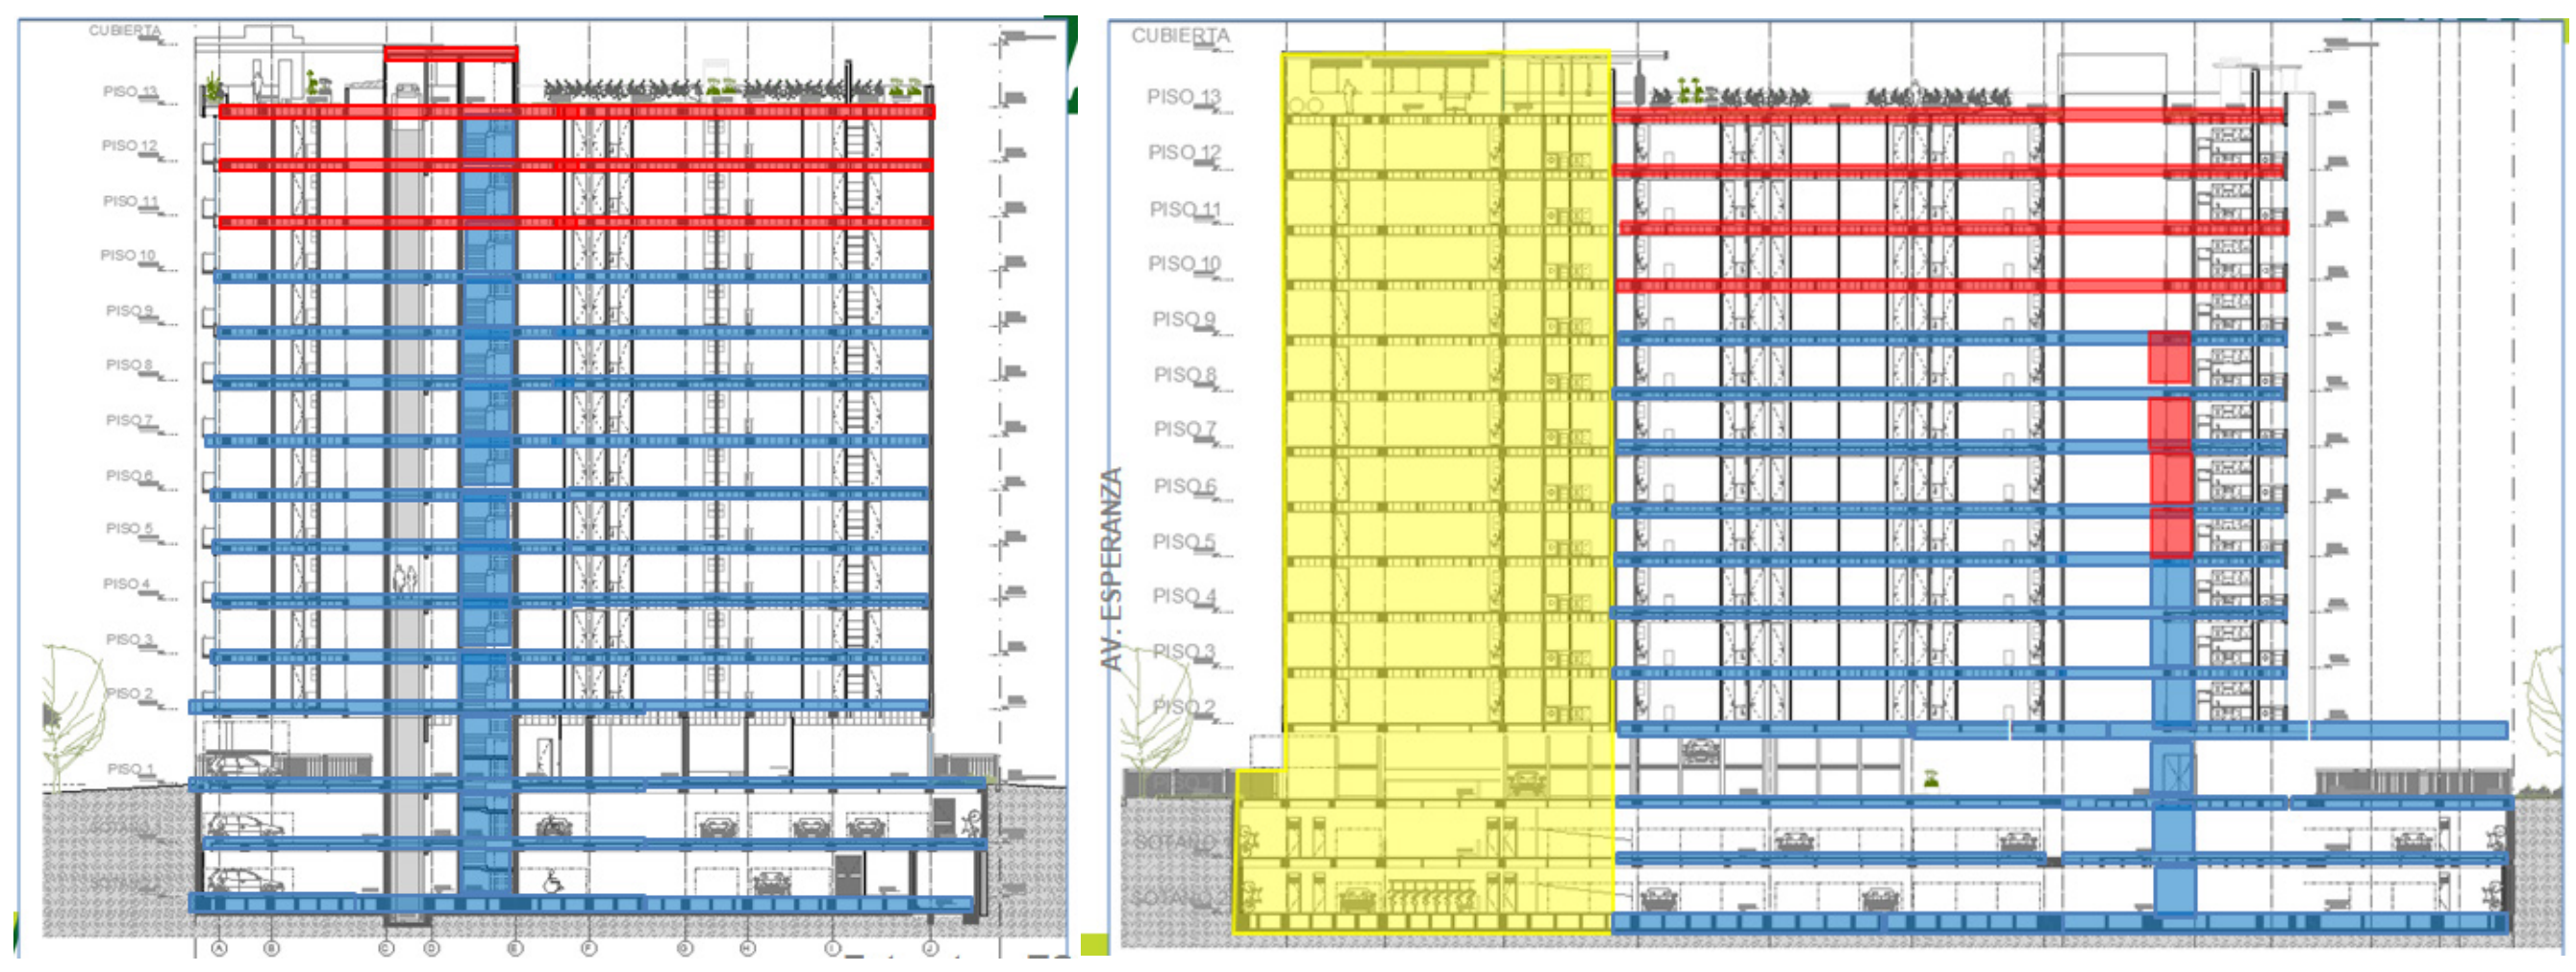 CUBIERTA
PISO 13
PISO 12
PISO 11
PISO 10
PISO 9
PISO 8
PISO 7
PISO 6
PISO 5
PISO 4
PISO 3
PISO 2
PISO 1
A B C D E F G H I J
CUBIERTA
PISO 13
PISO 12
PISO 11
PISO 10
PISO 9
PISO 8
PISO 7
PISO 6
PISO 5
PISO 4
PISO 3
PISO 2
SOTANO
SOTANO
AV. ESPERANZA